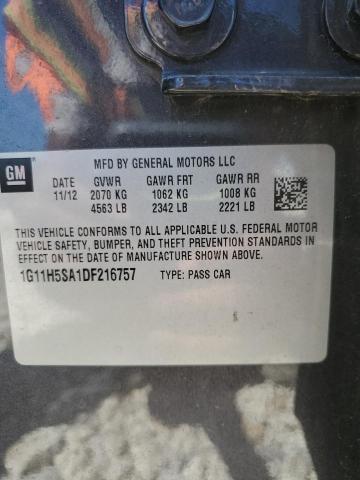 GM
MFD BY GENERAL MOTORS LLC
DATE GVWR GAWR FRT GAWR RR
11/12 2070 KG 1062 KG 1008 KG
4563 LB 2342 LB 2221 LB
THIS VEHICLE CONFORMS TO ALL APPLICABLE U.S. FEDERAL MOTOR
VEHICLE SAFETY, BUMPER, AND THEFT PREVENTION STANDARDS IN
EFFECT ON THE DATE OF MANUFACTURE SHOWN ABOVE.
1G11H5SA1DF216757 TYPE: PASS CAR